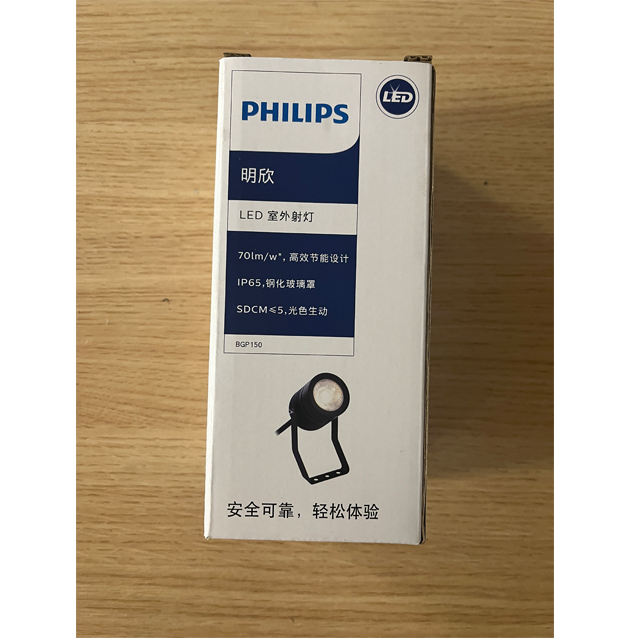 PHILIPS
LED
明欣
LED 室外射灯
70lm/w*，高效节能设计
IP65,钢化玻璃罩
SDCM≤5,光色生动
BGP150
安全可靠，轻松体验